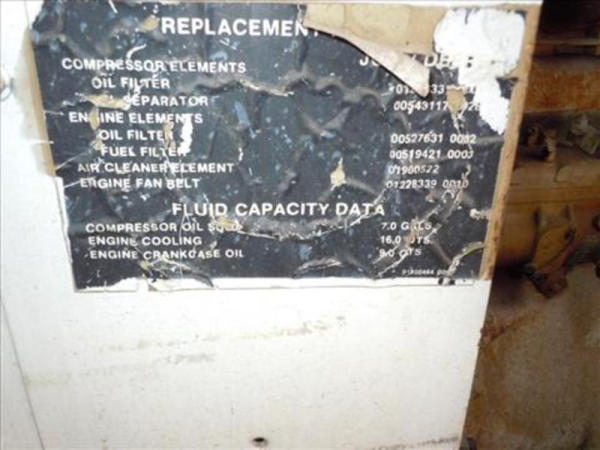 REPLACEMENT
COMPRESSOR ELEMENTS
OIL FILTER
SEPARATOR
ENGINE ELEMENTS
OIL FILTER 00527631 0032
FUEL FILTER 00519421 0003
AIR CLEANER ELEMENT 01900522
ENGINE FAN BELT 01228339 0010
FLUID CAPACITY DATA
COMPRESSOR OIL 7.0 GALS
ENGINE COOLING 16.0 QTS
ENGINE CRANKCASE OIL 9.0 QTS